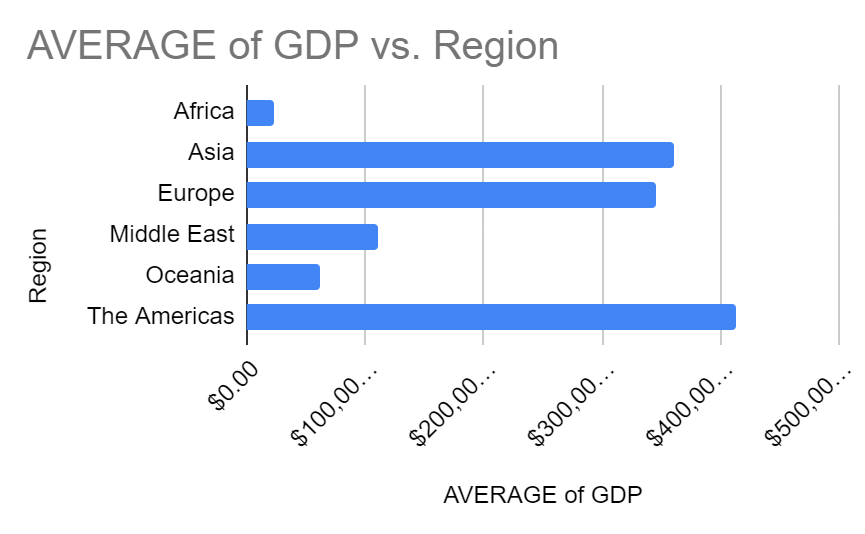 AVERAGE of GDP vs. Region
Africa
Asia
Europe
Middle East
Oceania
The Americas
Region
$0.00
$100,00...
$200,00...
$300,00...
$400,00...
$500,00...
AVERAGE of GDP